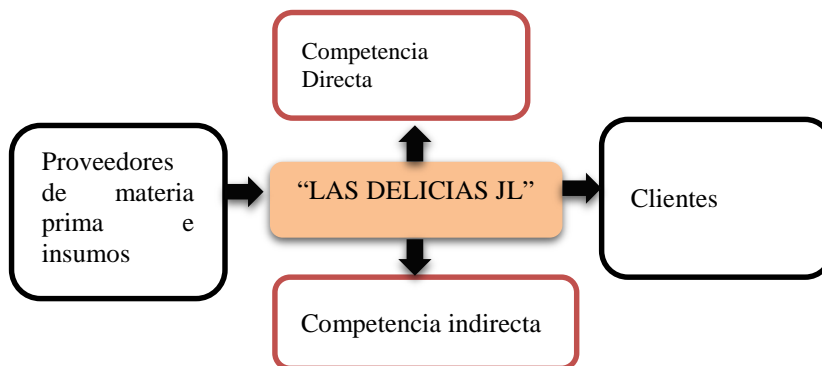 Competencia
Directa
Proveedores
de materia
prima e
insumos
“LAS DELICIAS JL”
Clientes
Competencia indirecta